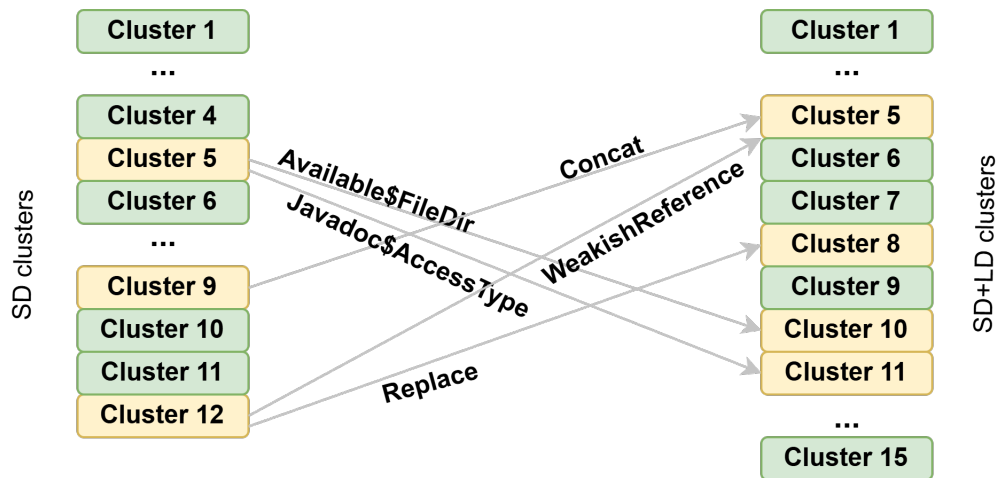 SD clusters
Cluster 1
...
Cluster 4
Cluster 5
Cluster 6
...
Cluster 9
Cluster 10
Cluster 11
Cluster 12
Available$FileDir
Javadoc$AccessType
Concat
WeakishReference
Replace
Cluster 1
...
Cluster 5
Cluster 6
Cluster 7
Cluster 8
Cluster 9
Cluster 10
Cluster 11
...
Cluster 15
SD+LD clusters